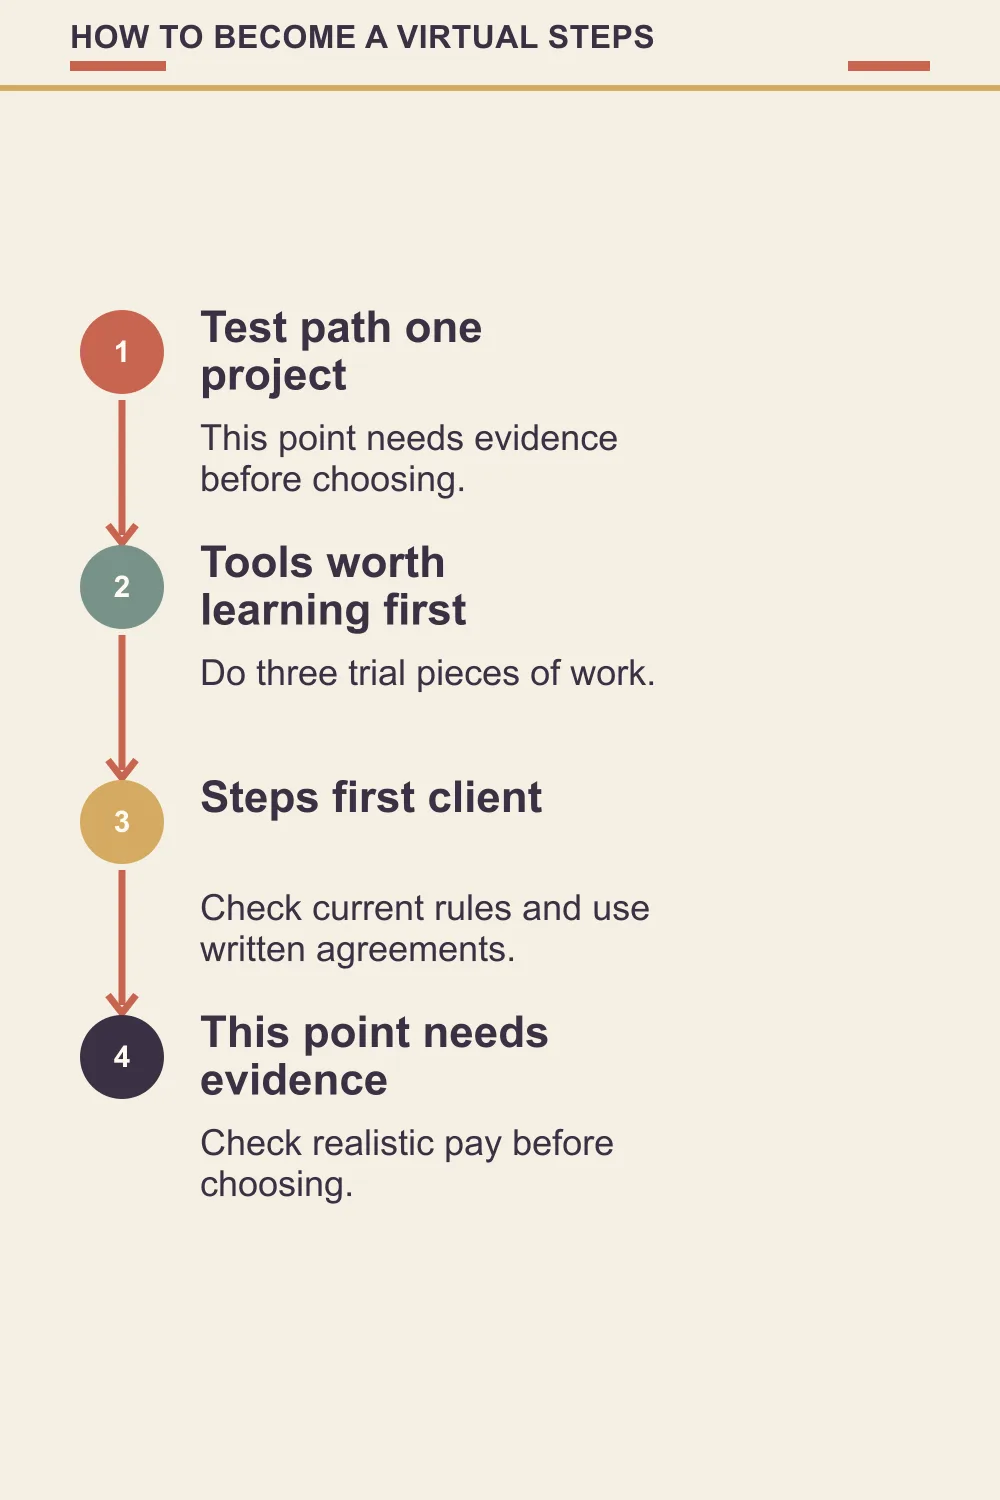 HOW TO BECOME A VIRTUAL STEPS
1
Test path one
project
This point needs evidence
before choosing.
2
Tools worth
learning first
Do three trial pieces of work.
3
Steps first client
Check current rules and use
written agreements.
4
This point needs
evidence
Check realistic pay before
choosing.